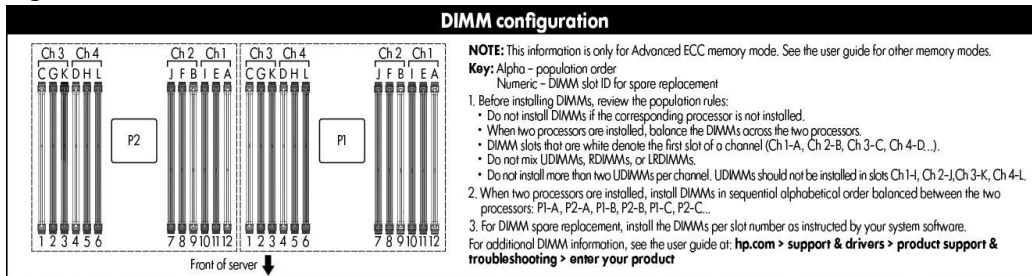 DIMM configuration
Ch 3 Ch 4 Ch 2 Ch 1 Ch 3 Ch 4 Ch 2 Ch 1
C G K D H L J F B I E A C G K D H L J F B I E A
P2 P1
1 2 3 4 5 6 7 8 9 10 11 12 1 2 3 4 5 6 7 8 9 10 11 12
Front of server
NOTE: This information is only for Advanced ECC memory mode. See the user guide for other memory modes.
Key: Alpha – population order
Numeric – DIMM slot ID for spare replacement
1. Before installing DIMMs, review the population rules:
• Do not install DIMMs if the corresponding processor is not installed.
• When two processors are installed, balance the DIMMs across the two processors.
• DIMM slots that are white denote the first slot of a channel (Ch 1-A, Ch 2-B, Ch 3-C, Ch 4-D...).
• Do not mix UDIMMs, RDIMMs, or LRDIMMs.
• Do not install more than two UDIMMs per channel. UDIMMs should not be installed in slots Ch 1-I, Ch 2-J,Ch 3-K, Ch 4-L.
2. When two processors are installed, install DIMMs in sequential alphabetical order balanced between the two
processors: P1-A, P2-A, P1-B, P2-B, P1-C, P2-C...
3. For DIMM spare replacement, install the DIMMs per slot number as instructed by your system software.
For additional DIMM information, see the user guide at: hp.com > support & drivers > product support &
troubleshooting > enter your product